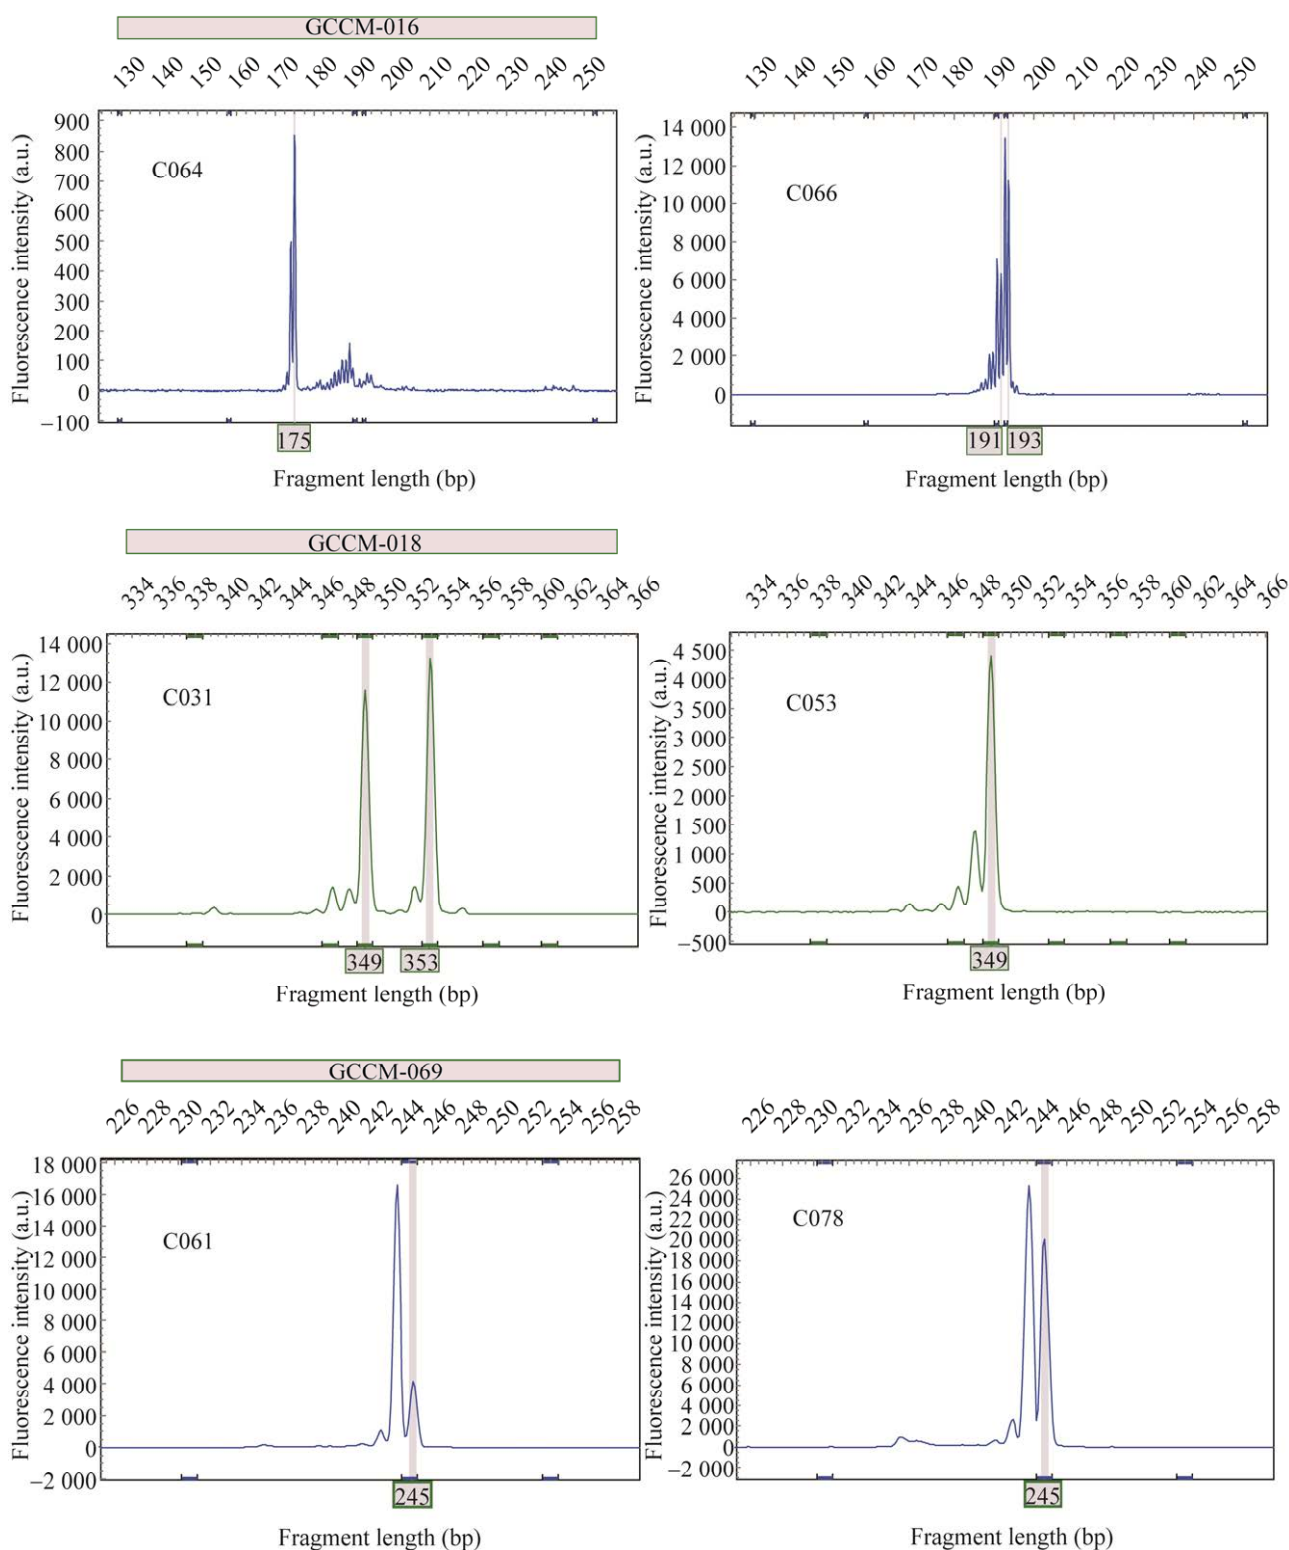 GCCM-016
130 140 150 160 170 180 190 200 210 220 230 240 250
130 140 150 160 170 180 190 200 210 220 230 240 250
Fluorescence intensity (a.u.)
900
800
700
600
500
400
300
200
100
0
−100
C064
175
Fragment length (bp)
Fluorescence intensity (a.u.)
14 000
12 000
10 000
8 000
6 000
4 000
2 000
0
C066
191 193
Fragment length (bp)
GCCM-018
334 336 338 340 342 344 346 348 350 352 354 356 358 360 362 364 366
334 336 338 340 342 344 346 348 350 352 354 356 358 360 362 364 366
Fluorescence intensity (a.u.)
14 000
12 000
10 000
8 000
6 000
4 000
2 000
0
C031
349 353
Fragment length (bp)
Fluorescence intensity (a.u.)
4 500
4 000
3 500
3 000
2 500
2 000
1 500
1 000
500
0
−500
C053
349
Fragment length (bp)
GCCM-069
226 228 230 232 234 236 238 240 242 244 246 248 250 252 254 256 258
226 228 230 232 234 236 238 240 242 244 246 248 250 252 254 256 258
Fluorescence intensity (a.u.)
18 000
16 000
14 000
12 000
10 000
8 000
6 000
4 000
2 000
0
−2 000
C061
245
Fragment length (bp)
Fluorescence intensity (a.u.)
26 000
24 000
22 000
20 000
18 000
16 000
14 000
12 000
10 000
8 000
6 000
4 000
2 000
0
−2 000
C078
245
Fragment length (bp)